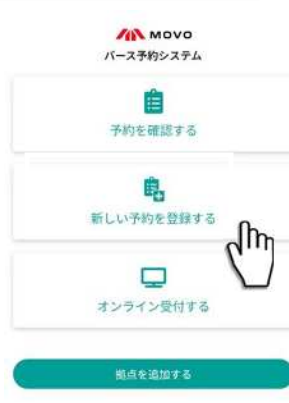 MOVO
バース予約システム
予約を確認する
新しい予約を登録する
オンライン受付する
拠点を追加する